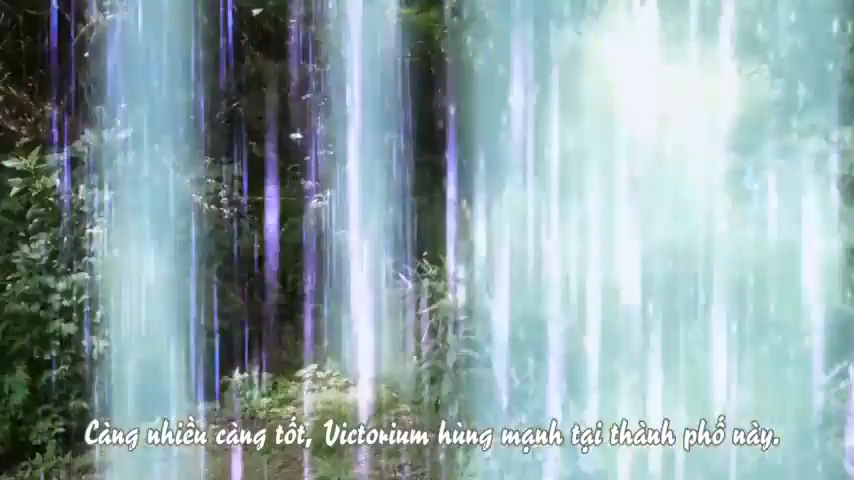 Càng nhiều càng tốt, Victorium hùng mạnh tại thành phố này.